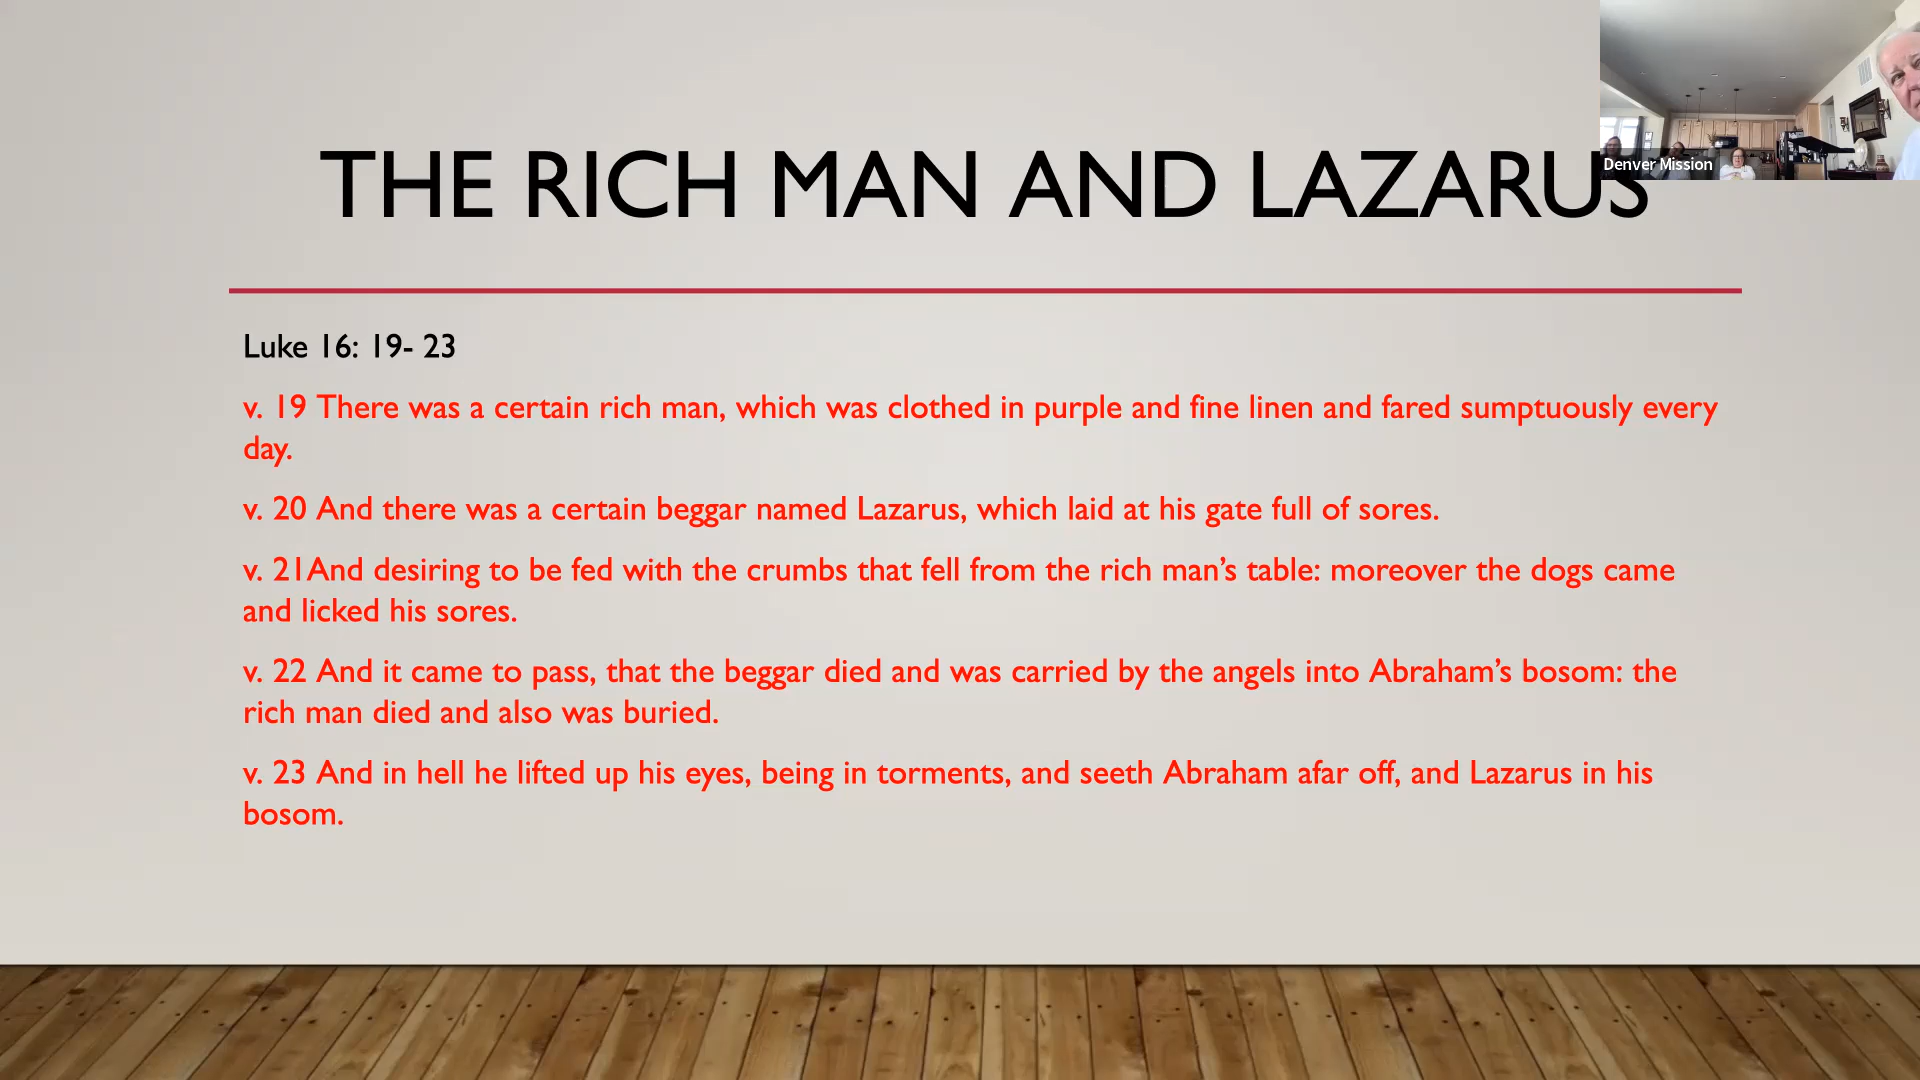 THE RICH MAN AND LAZARUS
Denver Mission
Luke 16: 19- 23
v. 19 There was a certain rich man, which was clothed in purple and fine linen and fared sumptuously every
day.
v. 20 And there was a certain beggar named Lazarus, which laid at his gate full of sores.
v. 21And desiring to be fed with the crumbs that fell from the rich man’s table: moreover the dogs came
and licked his sores.
v. 22 And it came to pass, that the beggar died and was carried by the angels into Abraham’s bosom: the
rich man died and also was buried.
v. 23 And in hell he lifted up his eyes, being in torments, and seeth Abraham afar off, and Lazarus in his
bosom.